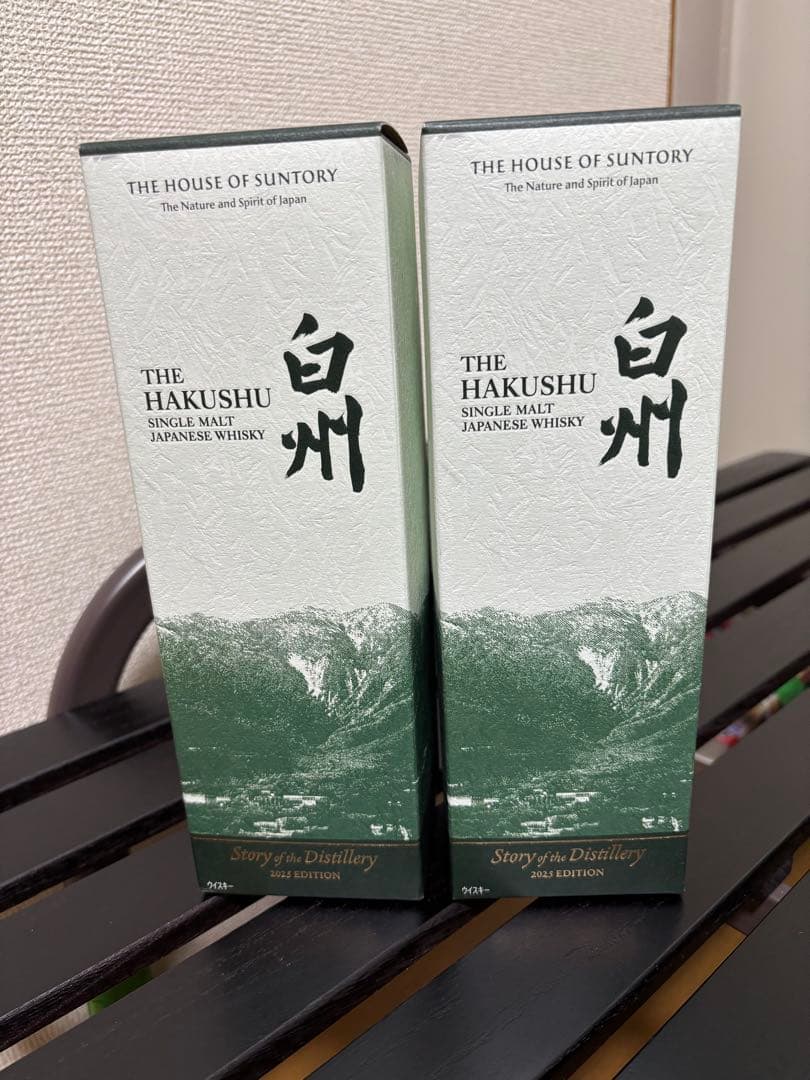 THE HOUSE OF SUNTORY
The Nature and Spirit of Japan
THE
HAKUSHU
SINGLE MALT
JAPANESE WHISKY
白州
Story of the Distillery
2025 EDITION
ウイスキー
THE HOUSE OF SUNTORY
The Nature and Spirit of Japan
THE
HAKUSHU
SINGLE MALT
JAPANESE WHISKY
白州
Story of the Distillery
2025 EDITION
ウイスキー